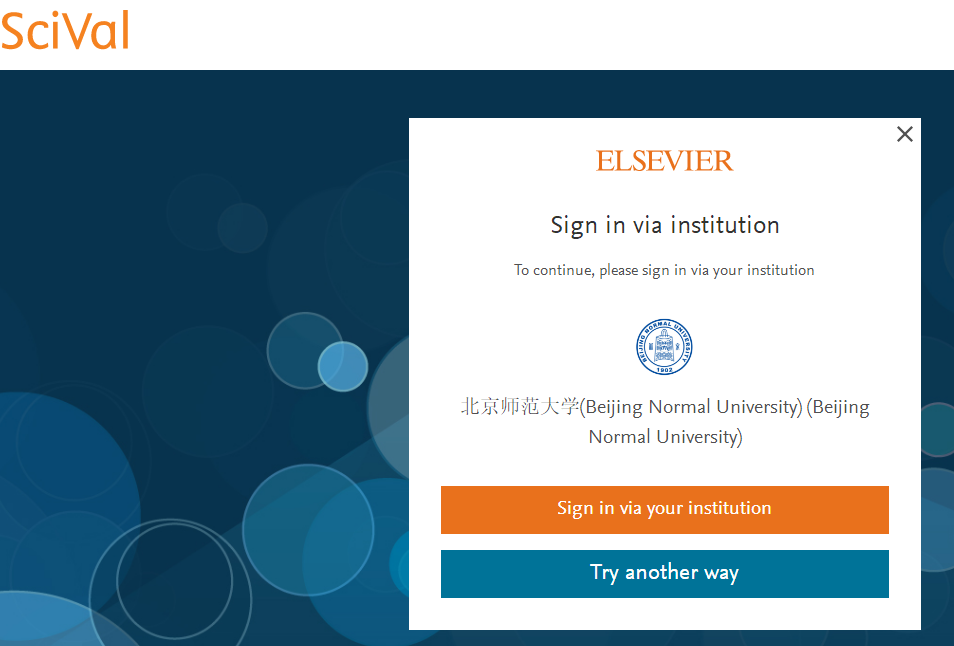 SciVal
ELSEVIER
Sign in via institution
To continue, please sign in via your institution
BEIJING NORMAL UNIVERSITY
1902
北京师范大学(Beijing Normal University) (Beijing
Normal University)
Sign in via your institution
Try another way